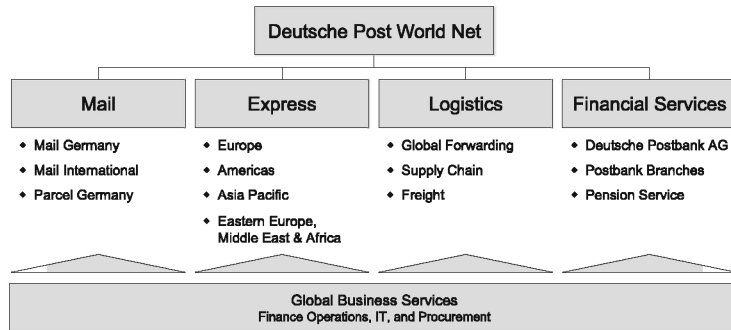 Deutsche Post World Net
Mail
Express
Logistics
Financial Services
Mail Germany
Mail International
Parcel Germany
Europe
Americas
Asia Pacific
Eastern Europe,
Middle East & Africa
Global Forwarding
Supply Chain
Freight
Deutsche Postbank AG
Postbank Branches
Pension Service
Global Business Services
Finance Operations, IT, and Procurement